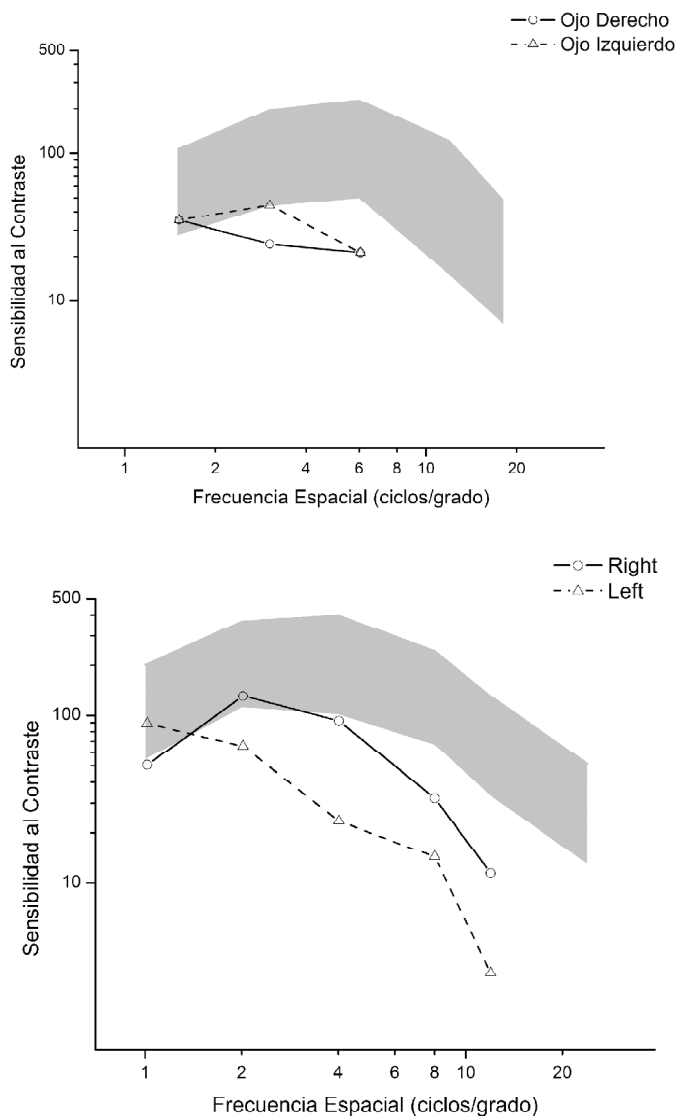 Ojo Derecho
Ojo Izquierdo
500
100
10
Sensibilidad al Contraste
1 2 4 6 8 10 20
Frecuencia Espacial (ciclos/grado)
Right
Left
500
100
10
Sensibilidad al Contraste
1 2 4 6 8 10 20
Frecuencia Espacial (ciclos/grado)